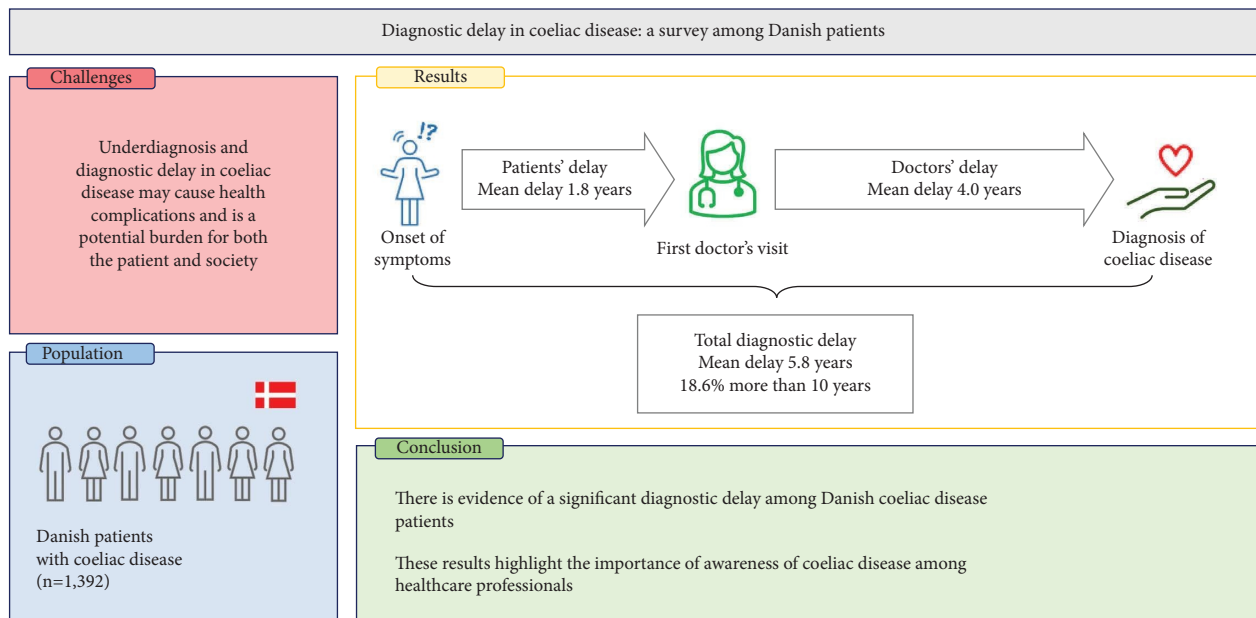 Diagnostic delay in coeliac disease: a survey among Danish patients
Challenges
Underdiagnosis and
diagnostic delay in coeliac
disease may cause health
complications and is a
potential burden for both
the patient and society
Population
Danish patients
with coeliac disease
(n=1,392)
Results
!?
Onset of
symptoms
Patients' delay
Mean delay 1.8 years
First doctor's visit
Doctors' delay
Mean delay 4.0 years
Diagnosis of
coeliac disease
Total diagnostic delay
Mean delay 5.8 years
18.6% more than 10 years
Conclusion
There is evidence of a significant diagnostic delay among Danish coeliac disease
patients
These results highlight the importance of awareness of coeliac disease among
healthcare professionals